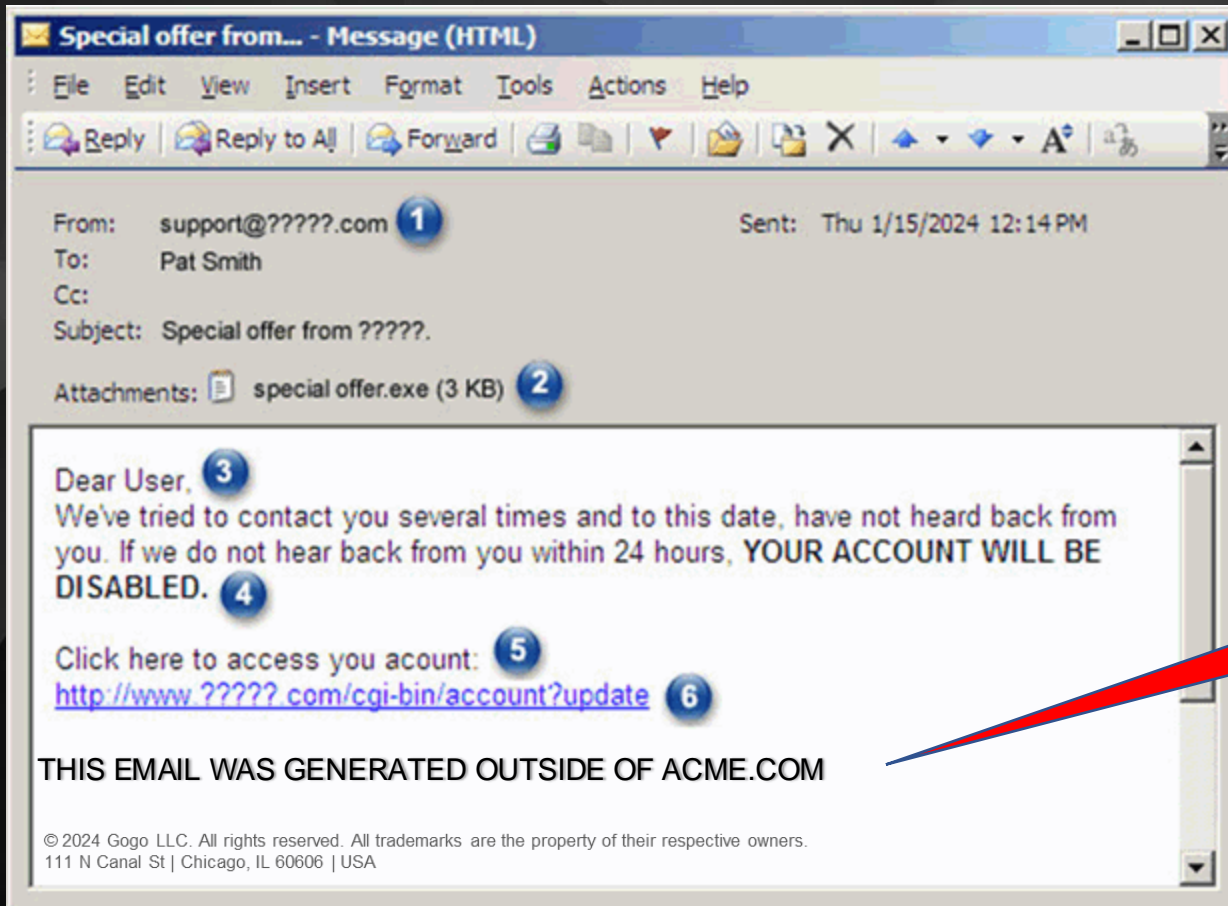 Special offer from... - Message (HTML)
File Edit View Insert Format Tools Actions Help
Reply Reply to All Forward
From: support@?????.com 1
Sent: Thu 1/15/2024 12:14 PM
To: Pat Smith
Cc:
Subject: Special offer from ?????.
Attachments: special offer.exe (3 KB) 2
Dear User, 3
We've tried to contact you several times and to this date, have not heard back from
you. If we do not hear back from you within 24 hours, YOUR ACCOUNT WILL BE
DISABLED. 4
Click here to access you acount: 5
http://www.?????.com/cgi-bin/account?update 6
THIS EMAIL WAS GENERATED OUTSIDE OF ACME.COM
© 2024 Gogo LLC. All rights reserved. All trademarks are the property of their respective owners.
111 N Canal St | Chicago, IL 60606 | USA